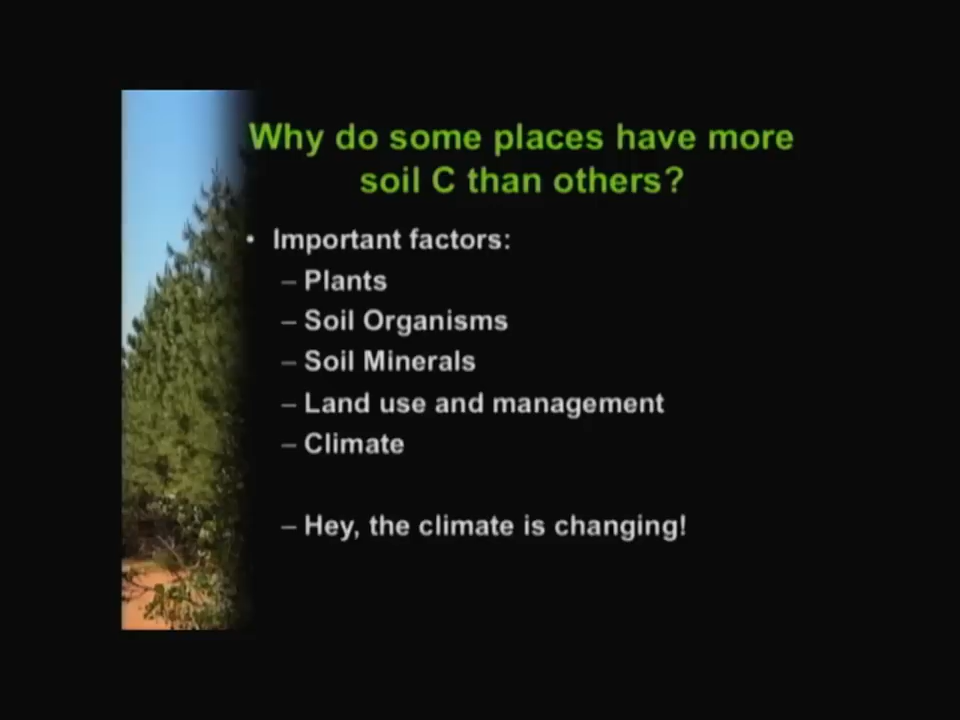 Why do some places have more
soil C than others?
• Important factors:
– Plants
– Soil Organisms
– Soil Minerals
– Land use and management
– Climate
– Hey, the climate is changing!